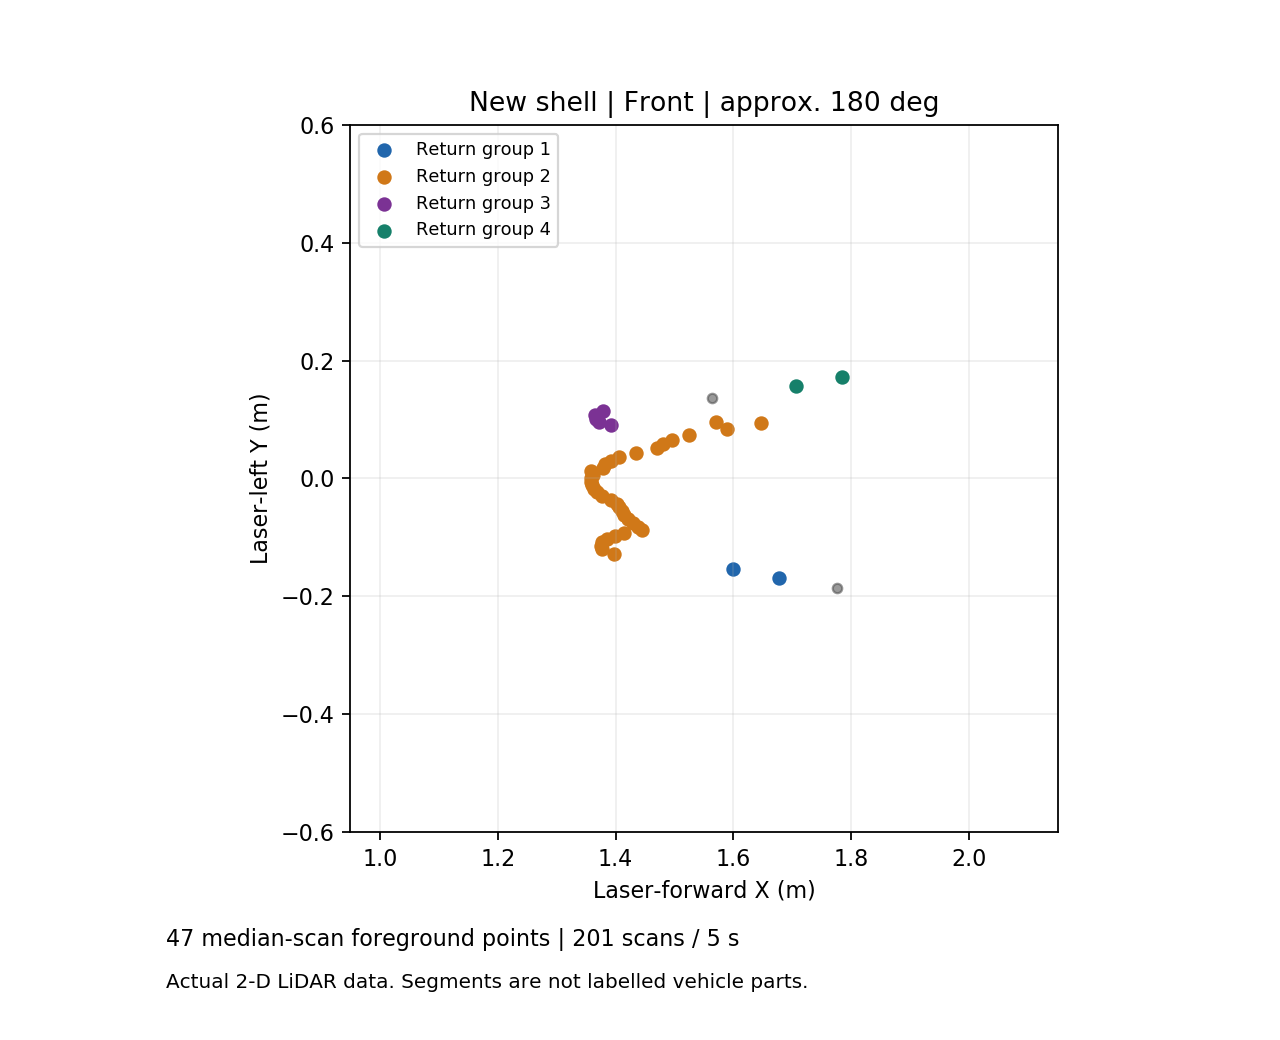 New shell | Front | approx. 180 deg
Return group 1
Return group 2
Return group 3
Return group 4
0.6
0.4
0.2
0.0
−0.2
−0.4
−0.6
Laser-left Y (m)
1.0 1.2 1.4 1.6 1.8 2.0
Laser-forward X (m)
47 median-scan foreground points | 201 scans / 5 s
Actual 2-D LiDAR data. Segments are not labelled vehicle parts.